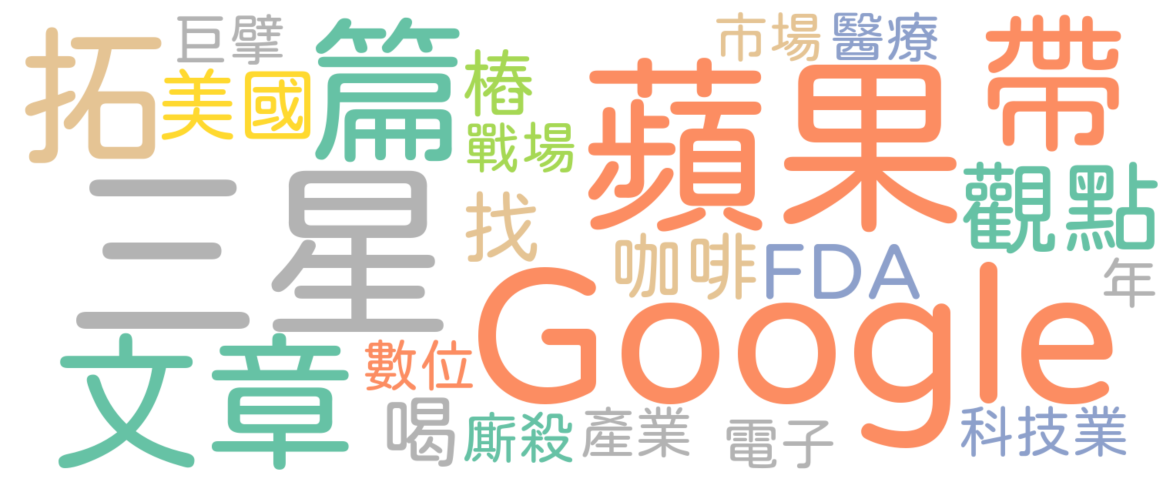 拓
巨擘
美國
篇
樁
戰場
市場
醫療
蘋果
帶
三星
找
咖啡
FDA
觀點
年
Google
文章
數位
喝
廝殺
產業
電子
科技業